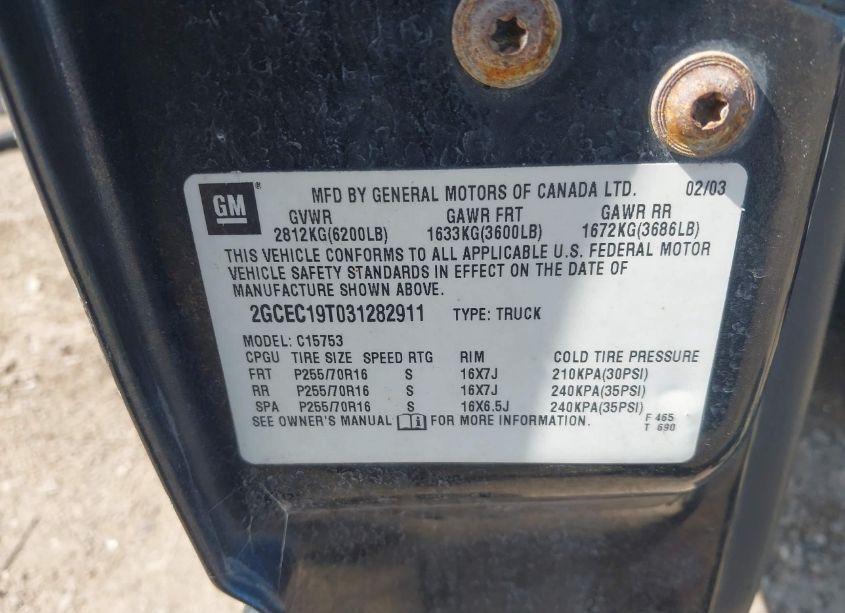 GM® MFD BY GENERAL MOTORS OF CANADA LTD. 02/03
GVWR GAWR FRT GAWR RR
2812KG(6200LB) 1633KG(3600LB) 1672KG(3686LB)
THIS VEHICLE CONFORMS TO ALL APPLICABLE U.S. FEDERAL MOTOR
VEHICLE SAFETY STANDARDS IN EFFECT ON THE DATE OF
MANUFACTURE SHOWN ABOVE.
2GCEC19T031282911 TYPE: TRUCK
MODEL: C15753
CPGU TIRE SIZE SPEED RTG RIM COLD TIRE PRESSURE
FRT P255/70R16 S 16X7J 210KPA(30PSI)
RR P255/70R16 S 16X7J 240KPA(35PSI)
SPA P255/70R16 S 16X6.5J 240KPA(35PSI)
SEE OWNER'S MANUAL i FOR MORE INFORMATION. F 465
T 690